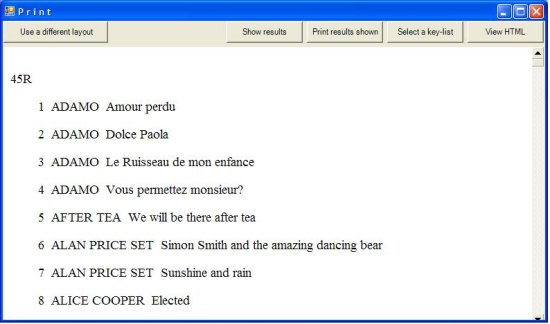 Print
Use a different layout
Show results
Print results shown
Select a key-list
View HTML
45R
1 ADAMO Amour perdu
2 ADAMO Dolce Paola
3 ADAMO Le Ruisseau de mon enfance
4 ADAMO Vous permettez monsieur?
5 AFTER TEA We will be there after tea
6 ALAN PRICE SET Simon Smith and the amazing dancing bear
7 ALAN PRICE SET Sunshine and rain
8 ALICE COOPER Elected